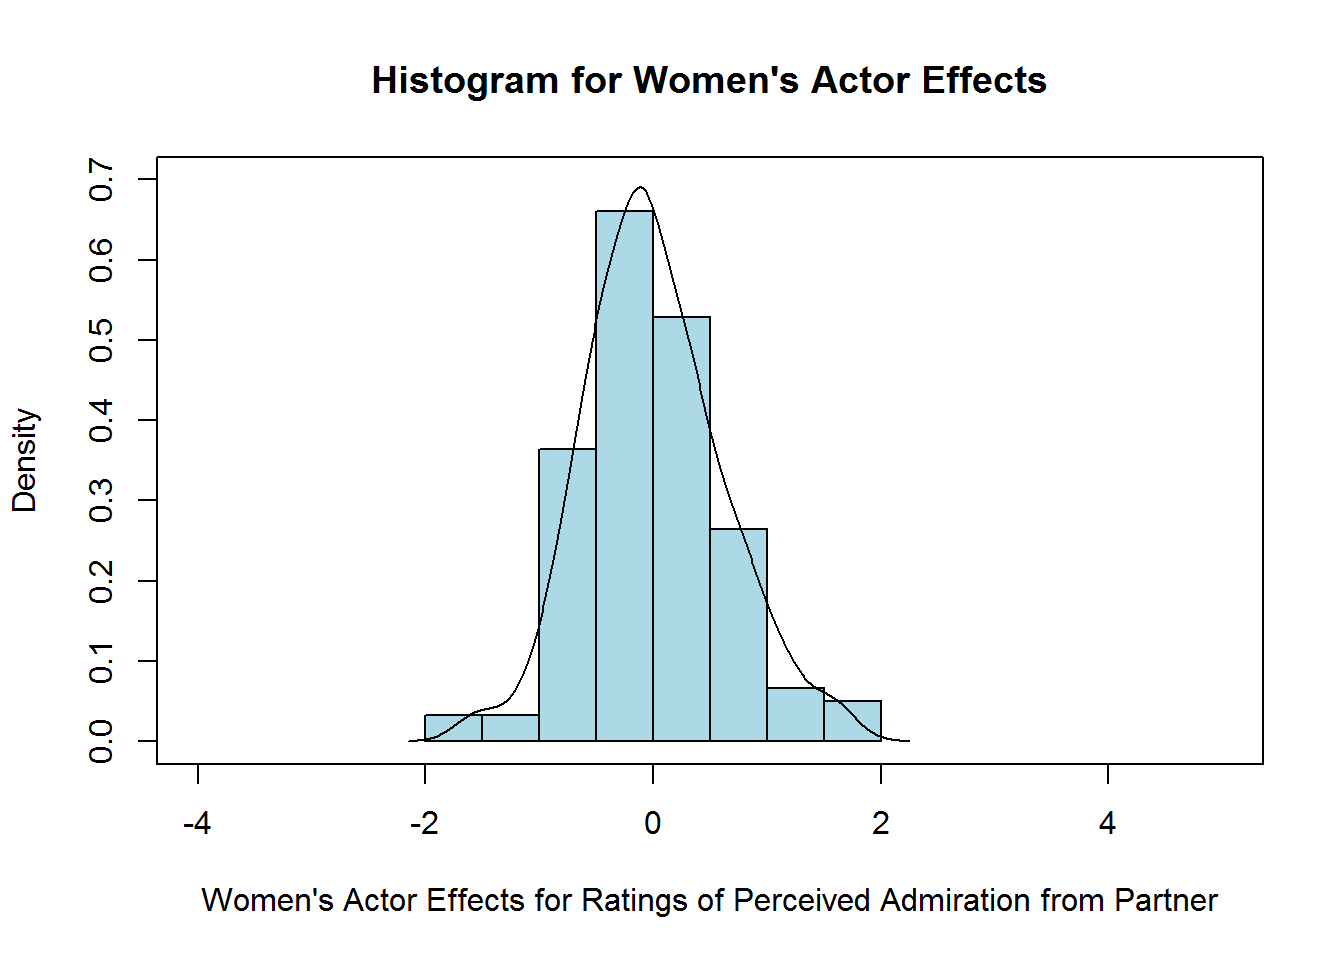 Histogram for Women's Actor Effects
Density
0.7
0.6
0.5
0.4
0.3
0.2
0.1
0.0
-4 -2 0 2 4
Women's Actor Effects for Ratings of Perceived Admiration from Partner